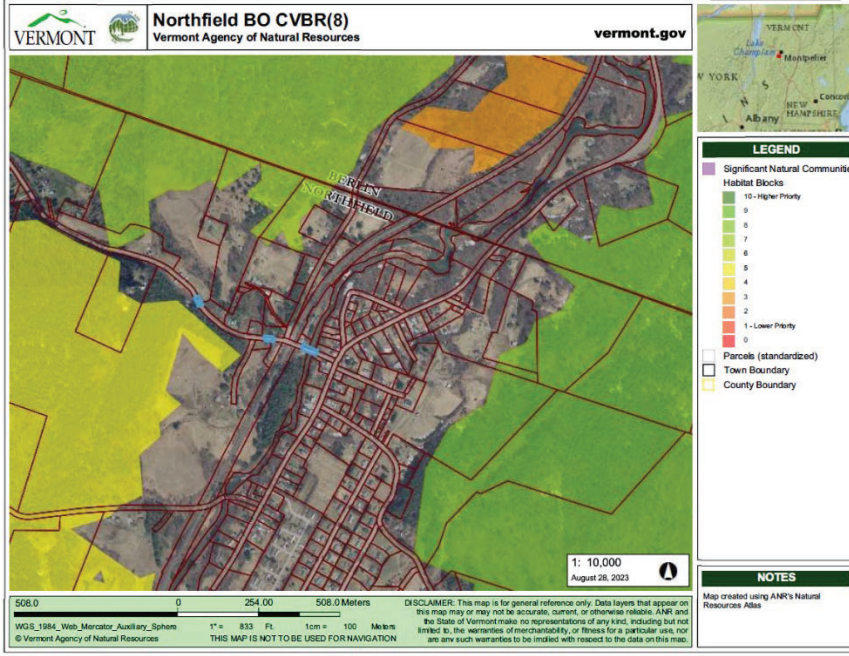 VERMONT
Northfield BO CVBR(8)
Vermont Agency of Natural Resources
vermont.gov
VERMONT
Lake
Champlain
Montpelier
W YORK
Concord
NEW
HAMPSHIRE
Albany
I N S
BERLIN
NORTHFIELD
LEGEND
Significant Natural Communitie
Habitat Blocks
10 - Higher Priority
9
8
7
6
5
4
3
2
1 - Lower Priority
0
Parcels (standardized)
Town Boundary
County Boundary
1: 10,000
August 28, 2023
NOTES
Map created using ANR's Natural
Resources Atlas
508.0 0 254.00 508.0 Meters
WGS_1984_Web_Mercator_Auxiliary_Sphere
1" = 833 Ft. 1cm = 100 Meters
© Vermont Agency of Natural Resources
THIS MAP IS NOT TO BE USED FOR NAVIGATION
DISCLAIMER: This map is for general reference only. Data layers that appear on
this map may or may not be accurate, current, or otherwise reliable. ANR and
the State of Vermont make no representations of any kind, including but not
limited to, the warranties of merchantability, or fitness for a particular use, nor
are any such warranties to be implied with respect to the data on this map.